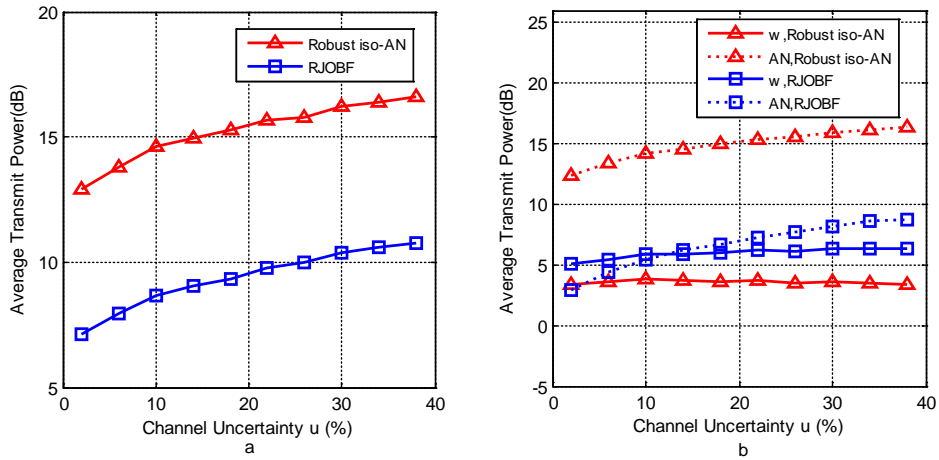 20
15
10
5
Average Transmit Power(dB)
Robust iso-AN
RJOBF
0 10 20 30 40
Channel Uncertainty u (%)
a
25
20
15
10
5
0
-5
Average Transmit Power(dB)
w ,Robust iso-AN
AN,Robust iso-AN
w ,RJOBF
AN,RJOBF
0 10 20 30 40
Channel Uncertainty u (%)
b